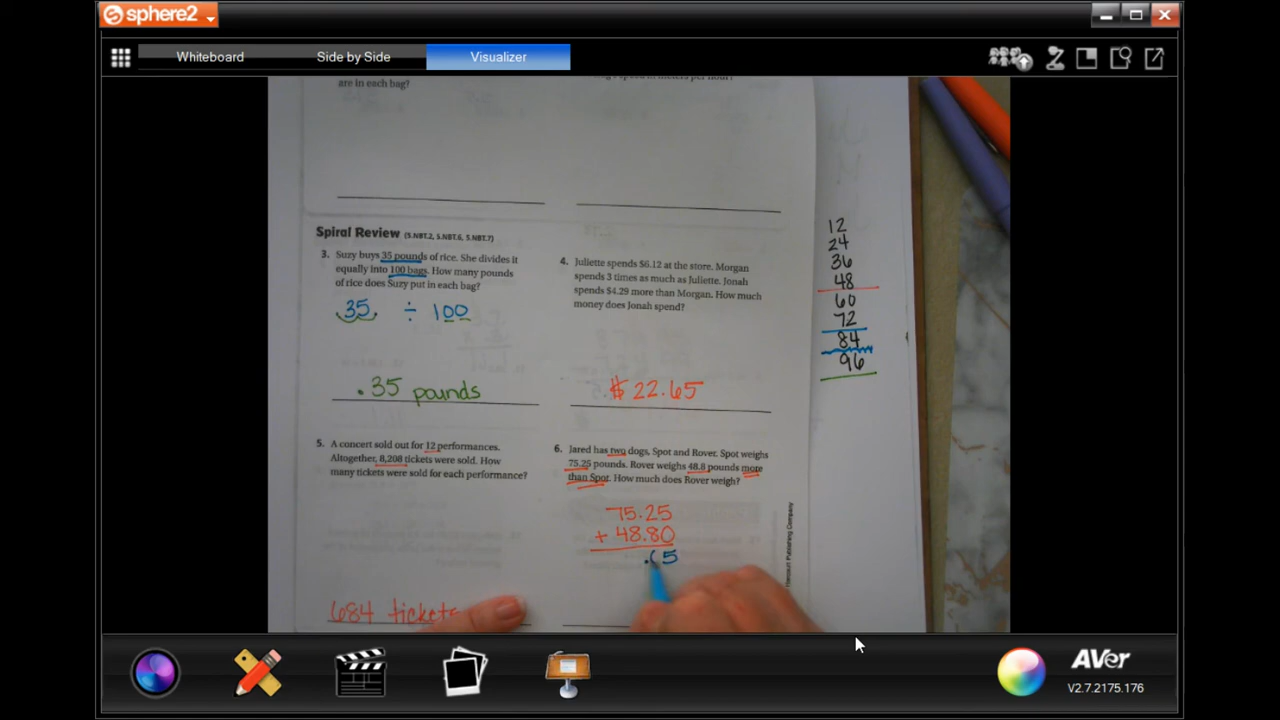 sphere2
Whiteboard
Side by Side
Visualizer
are in each bag?
Spiral Review (5.NBT.2, 5.NBT.6, 5.NBT.7)
3. Suzy buys 35 pounds of rice. She divides it
equally into 100 bags. How many pounds
of rice does Suzy put in each bag?
35 ÷ 100
.35 pounds
4. Juliette spends $6.12 at the store. Morgan
spends 3 times as much as Juliette. Jonah
spends $4.29 more than Morgan. How much
money does Jonah spend?
$ 22.65
12
24
36
48
60
72
84
96
5. A concert sold out for 12 performances.
Altogether, 8,208 tickets were sold. How
many tickets were sold for each performance?
684 tickets
6. Jared has two dogs, Spot and Rover. Spot weighs
75.25 pounds. Rover weighs 48.8 pounds more
than Spot. How much does Rover weigh?
75.25
+ 48.80
5
Harcourt Publishing Company
AVer
V2.7.2175.176